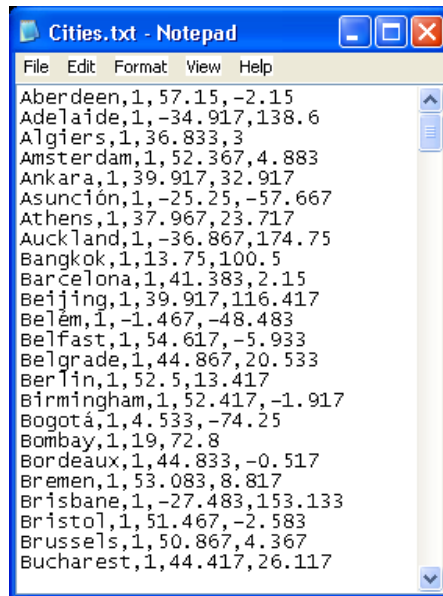 Cities.txt - Notepad
File Edit Format View Help
Aberdeen,1,57.15,-2.15
Adelaide,1,-34.917,138.6
Algiers,1,36.833,3
Amsterdam,1,52.367,4.883
Ankara,1,39.917,32.917
Asunción,1,-25.25,-57.667
Athens,1,37.967,23.717
Auckland,1,-36.867,174.75
Bangkok,1,13.75,100.5
Barcelona,1,41.383,2.15
Beijing,1,39.917,116.417
Belém,1,-1.467,-48.483
Belfast,1,54.617,-5.933
Belgrade,1,44.867,20.533
Berlin,1,52.5,13.417
Birmingham,1,52.417,-1.917
Bogotá,1,4.533,-74.25
Bombay,1,19,72.8
Bordeaux,1,44.833,-0.517
Bremen,1,53.083,8.817
Brisbane,1,-27.483,153.133
Bristol,1,51.467,-2.583
Brussels,1,50.867,4.367
Bucharest,1,44.417,26.117